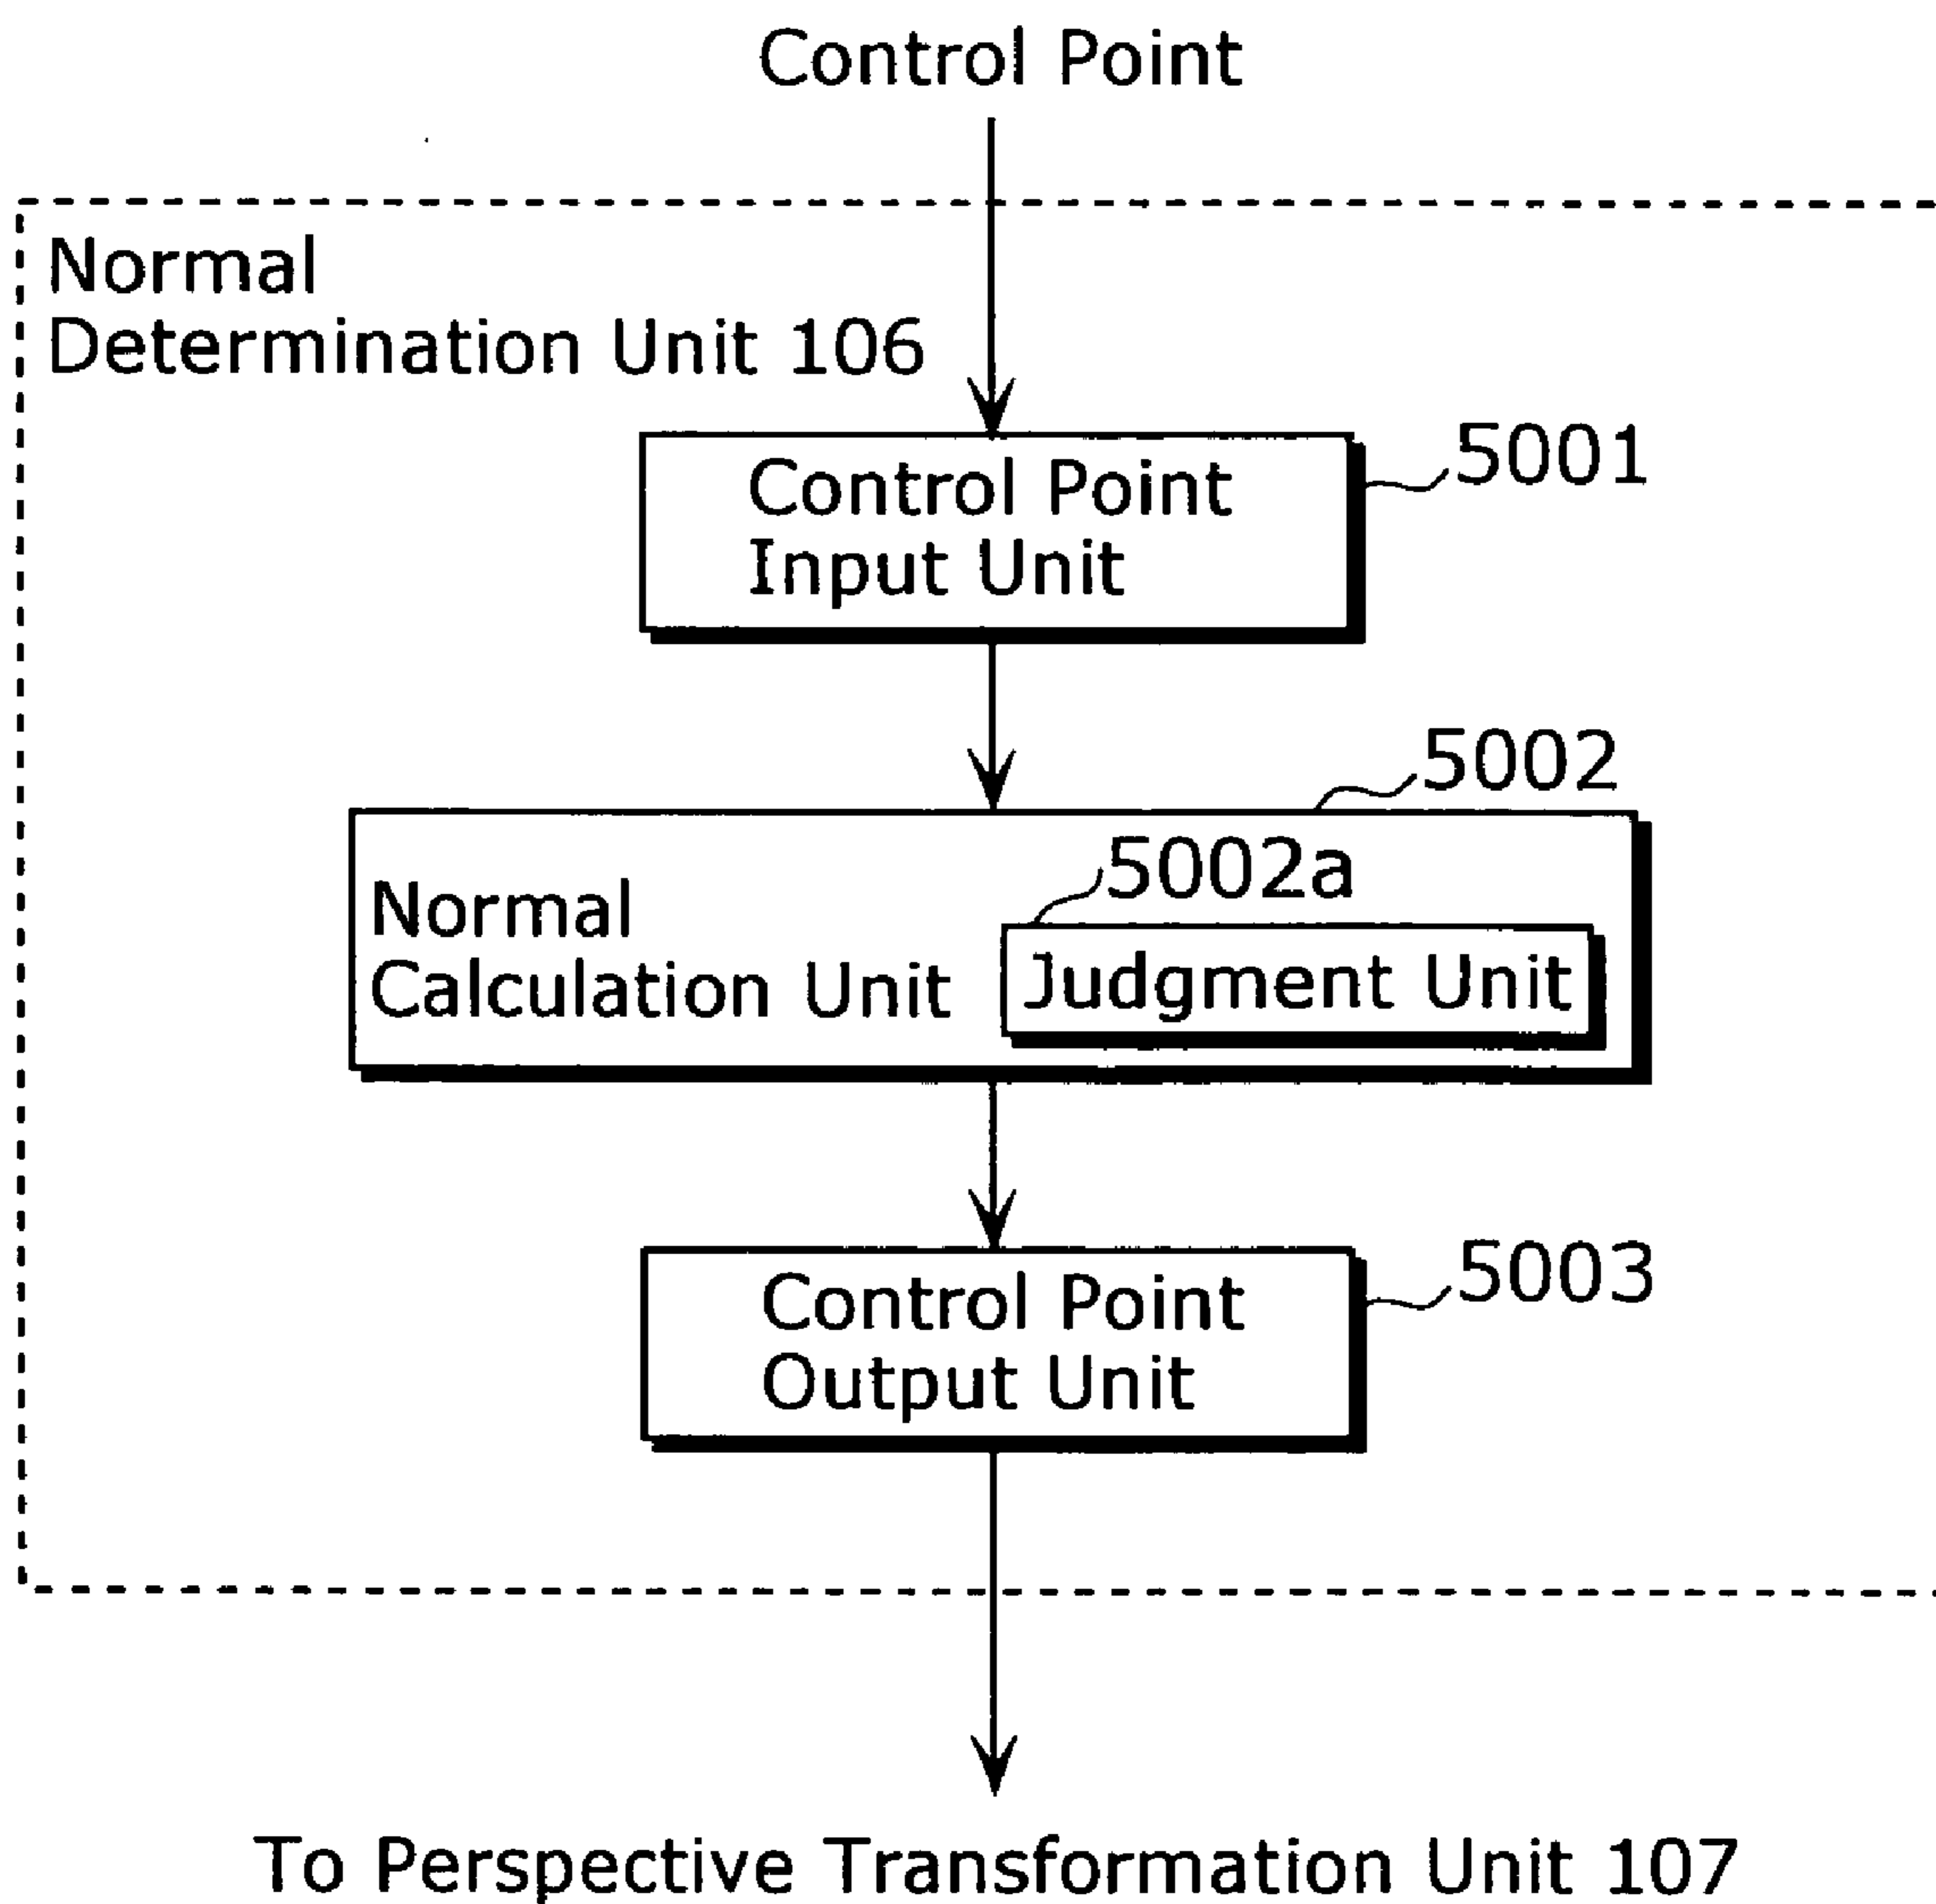 Control Point
Normal
Determination Unit 106
Control Point
Input Unit
5001
5002
5002a
Normal
Calculation Unit
Judgment Unit
Control Point
Output Unit
5003
To Perspective Transformation Unit 107